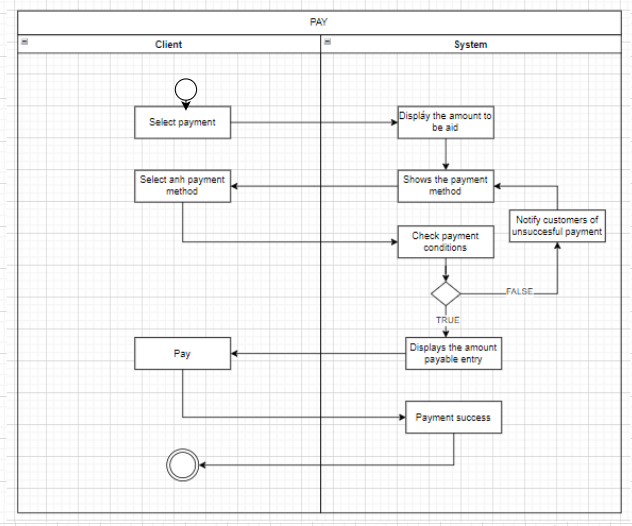 PAY
Client
System
Select payment
Display the amount to
be aid
Select anh payment
method
Shows the payment
method
Notify customers of
unsuccesful payment
Check payment
conditions
FALSE
TRUE
Pay
Displays the amount
payable entry
Payment success